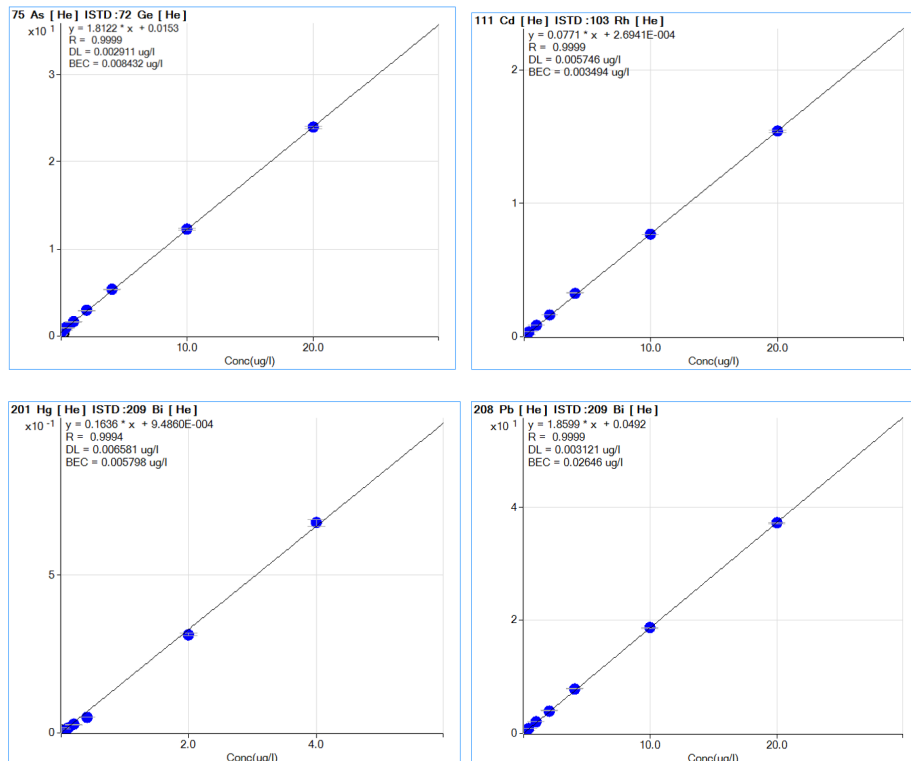 75 As [ He ] ISTD :72 Ge [ He ]
x10 1
y = 1.8122 * x + 0.0153
R = 0.9999
DL = 0.002911 ug/l
BEC = 0.008432 ug/l
3
2
1
0
10.0
20.0
Conc(ug/l)
111 Cd [ He ] ISTD :103 Rh [ He ]
y = 0.0771 * x + 2.6941E-004
R = 0.9999
DL = 0.005746 ug/l
BEC = 0.003494 ug/l
2
1
0
10.0
20.0
Conc(ug/l)
201 Hg [ He ] ISTD :209 Bi [ He ]
x10 -1
y = 0.1636 * x + 9.4860E-004
R = 0.9994
DL = 0.006581 ug/l
BEC = 0.005798 ug/l
5
0
2.0
4.0
Conc(ug/l)
208 Pb [ He ] ISTD :209 Bi [ He ]
x10 1
y = 1.8599 * x + 0.0492
R = 0.9999
DL = 0.003121 ug/l
BEC = 0.02646 ug/l
4
2
0
10.0
20.0
Conc(ug/l)